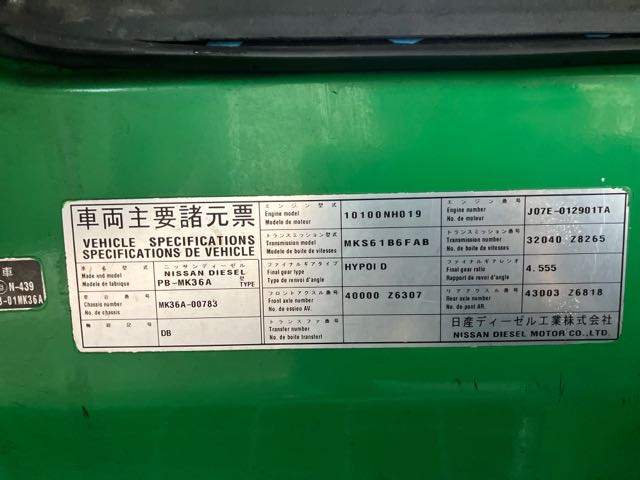 車両主要諸元票
VEHICLE SPECIFICATIONS
SPECIFICATIONS DE VEHICLE
車名型式
Made and model
Modele de fabrique
ニッサンディーゼル
NISSAN DIESEL
PB-MK36A 型 TYPE
車台番号
Chassis number
No. de chassis
MK36A-00783
DB
エンジン型式
Engine model
Modele de moteur
10100NH019
トランスミッション型式
Transmission model
Modele de boite de vitesses
MKS61B6FAB
ファイナルギアタイプ
Final gear type
Type de renvoi d'angle
HYPOID
フロントアクスル番号
Front axle number
No. de essieu AV.
40000 Z6307
トランスファ番号
Transfer number
No. de boite transfert
エンジン番号
Engine number
No. de moteur
J07E-012901TA
トランスミッション番号
Transmission number
No. de boite de vitesses
32040 Z8265
ファイナルギアレシオ
Final gear ratio
Rapport de renvoi d'angle
4.555
リアアクスル番号
Rear axle number
No. de pont AR.
43003 Z6818
日産ディーゼル工業株式会社
NISSAN DIESEL MOTOR CO., LTD.
車
N-439
-01MK36A